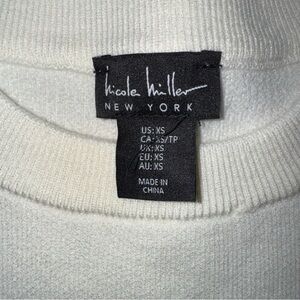 nicole miller
NEW YORK
US: XS
CA: XS/TP
UK: XS
EU: XS
AU: XS
MADE IN
CHINA